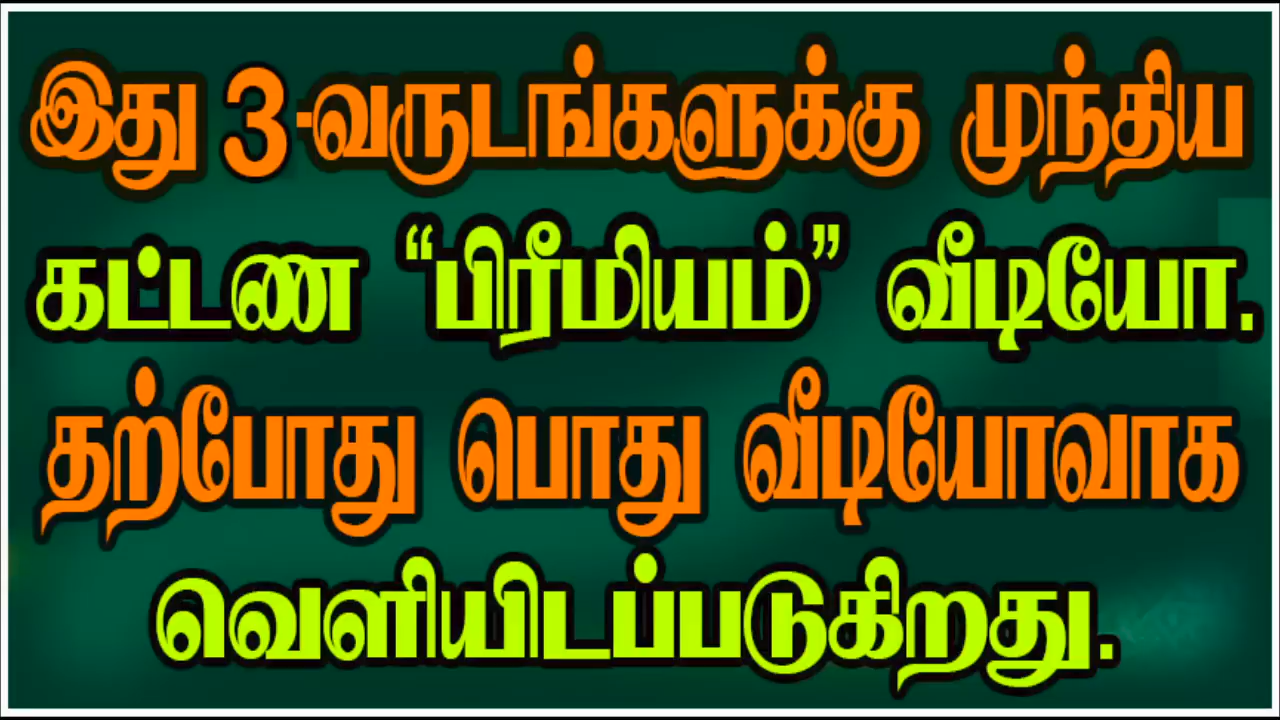 இது 3-வருடங்களுக்கு முந்திய
கட்டண “பிரீமியம்” வீடியோ.
தற்போது பொது வீடியோவாக
வெளியிடப்படுகிறது.